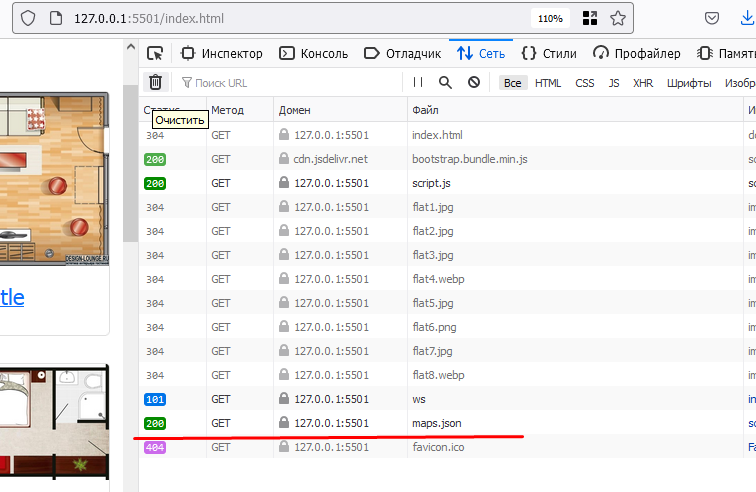 127.0.0.1:5501/index.html 110%
Инспектор Консоль Отладчик Сеть Стили Профайлер Память
Поиск URL Все HTML CSS JS XHR Шрифты Изобр
Статус Метод Домен Файл И
Очистить
304 GET 127.0.0.1:5501 index.html d
200 GET cdn.jsdelivr.net bootstrap.bundle.min.js sc
200 GET 127.0.0.1:5501 script.js sc
304 GET 127.0.0.1:5501 flat1.jpg im
304 GET 127.0.0.1:5501 flat2.jpg im
304 GET 127.0.0.1:5501 flat3.jpg im
304 GET 127.0.0.1:5501 flat4.webp im
304 GET 127.0.0.1:5501 flat5.jpg im
304 GET 127.0.0.1:5501 flat6.png im
304 GET 127.0.0.1:5501 flat7.jpg im
304 GET 127.0.0.1:5501 flat8.webp im
101 GET 127.0.0.1:5501 ws in
200 GET 127.0.0.1:5501 maps.json sc
404 GET 127.0.0.1:5501 favicon.ico Fa
DESIGN-LOUNGE.RU
tle